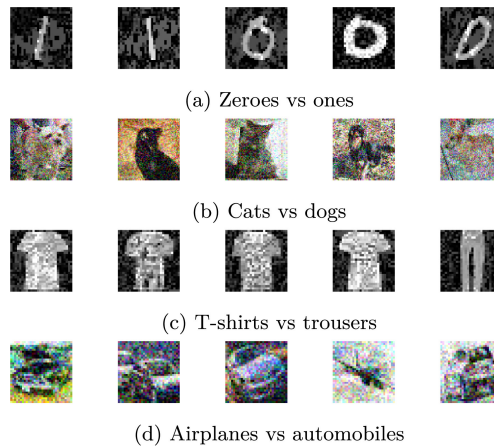 (a) Zeroes vs ones
(b) Cats vs dogs
(c) T-shirts vs trousers
(d) Airplanes vs automobiles